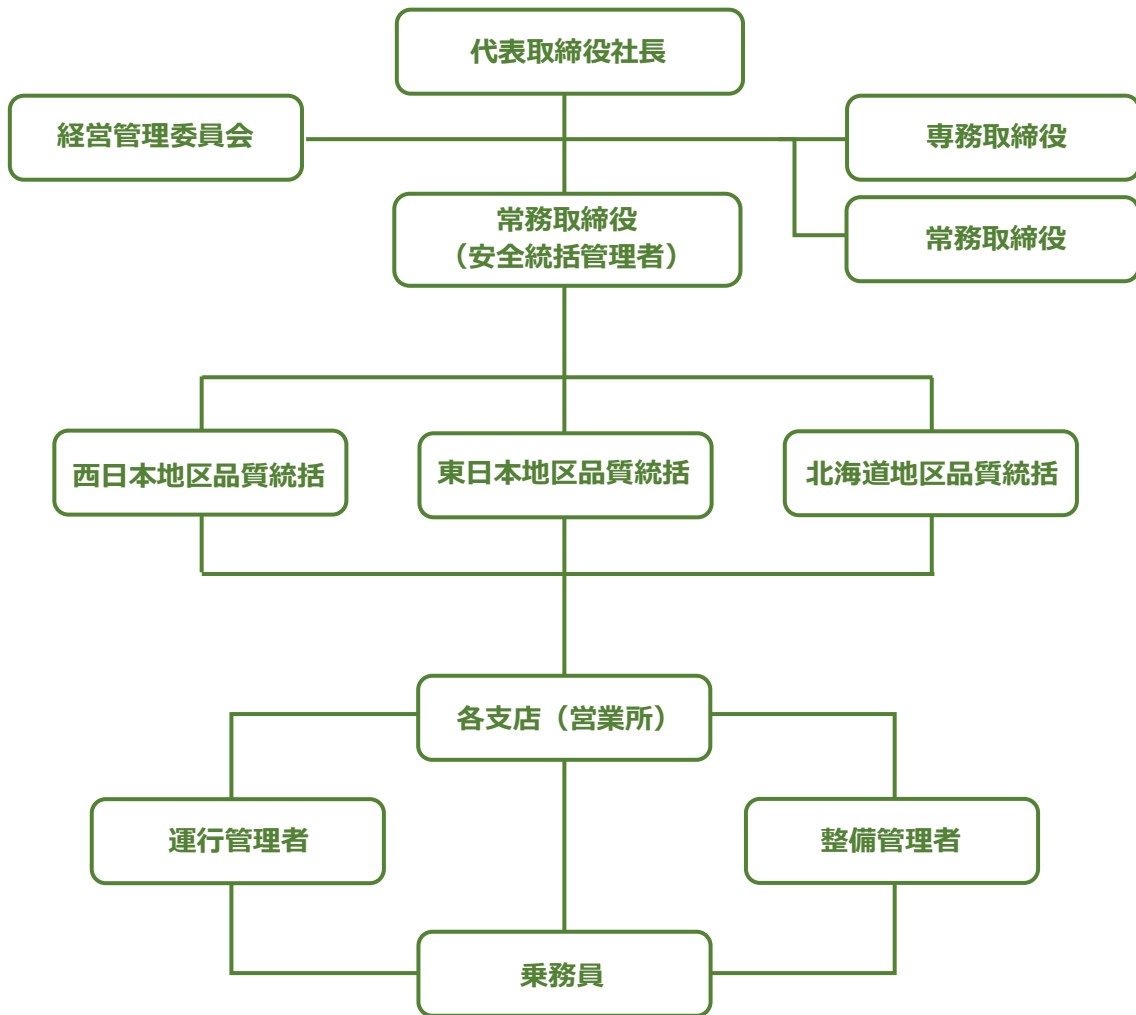 代表取締役社長
経営管理委員会
専務取締役
常務取締役
（安全統括管理者）
常務取締役
西日本地区品質統括
東日本地区品質統括
北海道地区品質統括
各支店（営業所）
運行管理者
整備管理者
乗務員